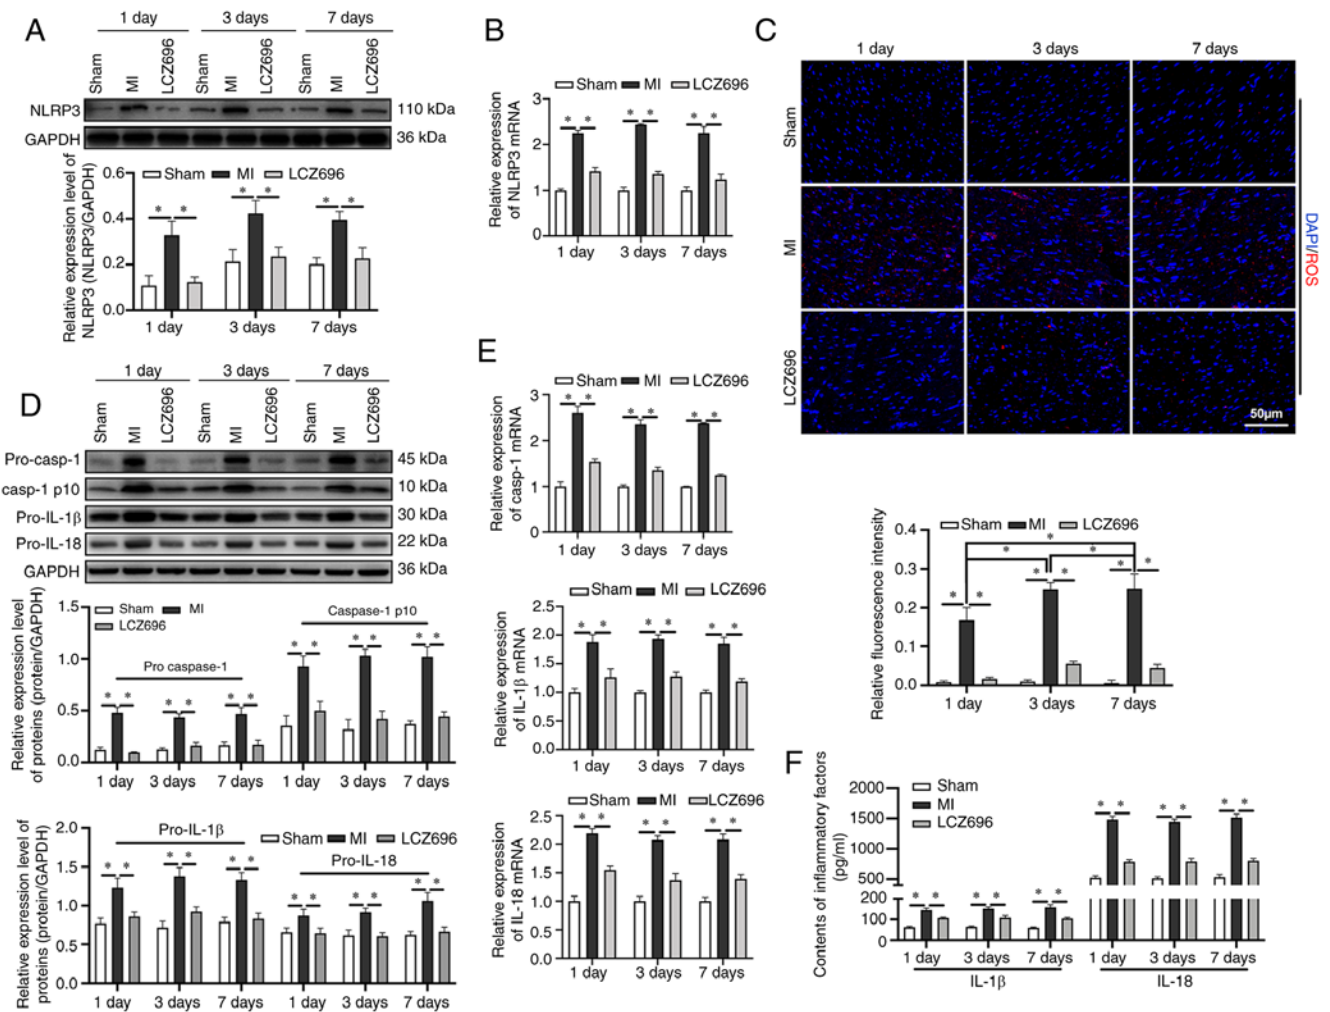 A
1 day 3 days 7 days
Sham MI LCZ696 Sham MI LCZ696 Sham MI LCZ696
NLRP3 110 kDa
GAPDH 36 kDa
Relative expression level of
NLRP3 (NLRP3/GAPDH)
Sham MI LCZ696
0.6
0.4
0.2
0.0
* * * * * *
1 day 3 days 7 days
B
Sham MI LCZ696
Relative expression
of NLRP3 mRNA
3
2
1
0
* * * * * *
1 day 3 days 7 days
C
1 day 3 days 7 days
Sham
MI
LCZ696
DAPI/ROS
50μm
Relative fluorescence intensity
Sham MI LCZ696
0.4
0.3
0.2
0.1
0.0
*
* *
* * * * * *
1 day 3 days 7 days
D
1 day 3 days 7 days
Sham MI LCZ696 Sham MI LCZ696 Sham MI LCZ696
Pro-casp-1 45 kDa
casp-1 p10 10 kDa
Pro-IL-1β 30 kDa
Pro-IL-18 22 kDa
GAPDH 36 kDa
Relative expression level
of proteins (protein/GAPDH)
Sham MI
LCZ696
Pro caspase-1
Caspase-1 p10
1.5
1.0
0.5
0.0
* * * * * * * * * * * *
1 day 3 days 7 days 1 day 3 days 7 days
Relative expression level of
proteins (protein/GAPDH)
Pro-IL-1β
Sham MI LCZ696
Pro-IL-18
2.0
1.5
1.0
0.5
0.0
* * * * * * * * * * * *
1 day 3 days 7 days 1 day 3 days 7 days
E
Sham MI LCZ696
Relative expression
of casp-1 mRNA
3
2
1
0
* * * * * *
1 day 3 days 7 days
Sham MI LCZ696
Relative expression
of IL-1β mRNA
2.5
2.0
1.5
1.0
0.5
0.0
* * * * * *
1 day 3 days 7 days
Sham MI LCZ696
Relative expression
of IL-18 mRNA
2.5
2.0
1.5
1.0
0.5
0.0
* * * * * *
1 day 3 days 7 days
F
Contents of inflammatory factors
(pg/ml)
Sham
MI
LCZ696
2000
1500
1000
500
200
100
0
* * * * * * * * * * * *
1 day 3 days 7days 1 day 3 days 7 days
IL-1β IL-18